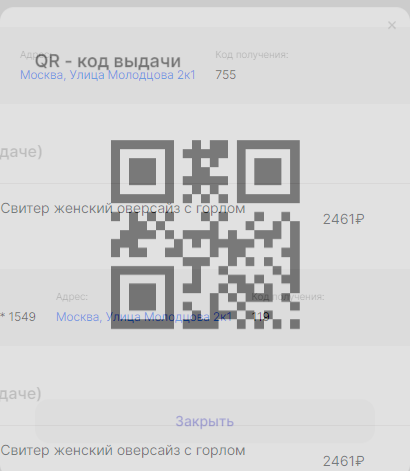 ×
Адрес:
Код получения:
QR - код выдачи
Москва, Улица Молодцова 2к1
755
даче)
Свитер женский оверсайз с горлом
2461₽
Адрес:
Код получения:
* 1549
Москва, Улица Молодцова 2к1
119
даче)
Закрыть
Свитер женский оверсайз с горлом
2461₽